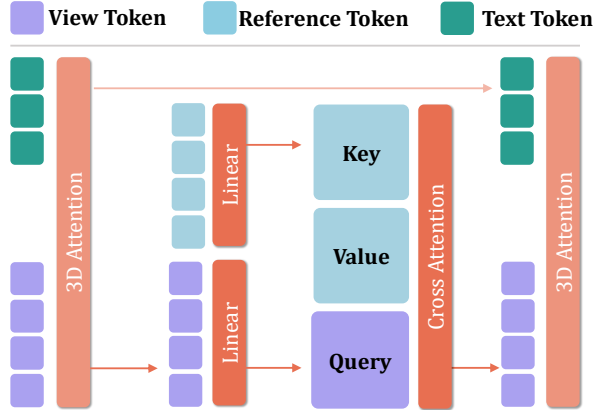 View Token
Reference Token
Text Token
3D Attention
Linear
Linear
Key
Value
Query
Cross Attention
3D Attention